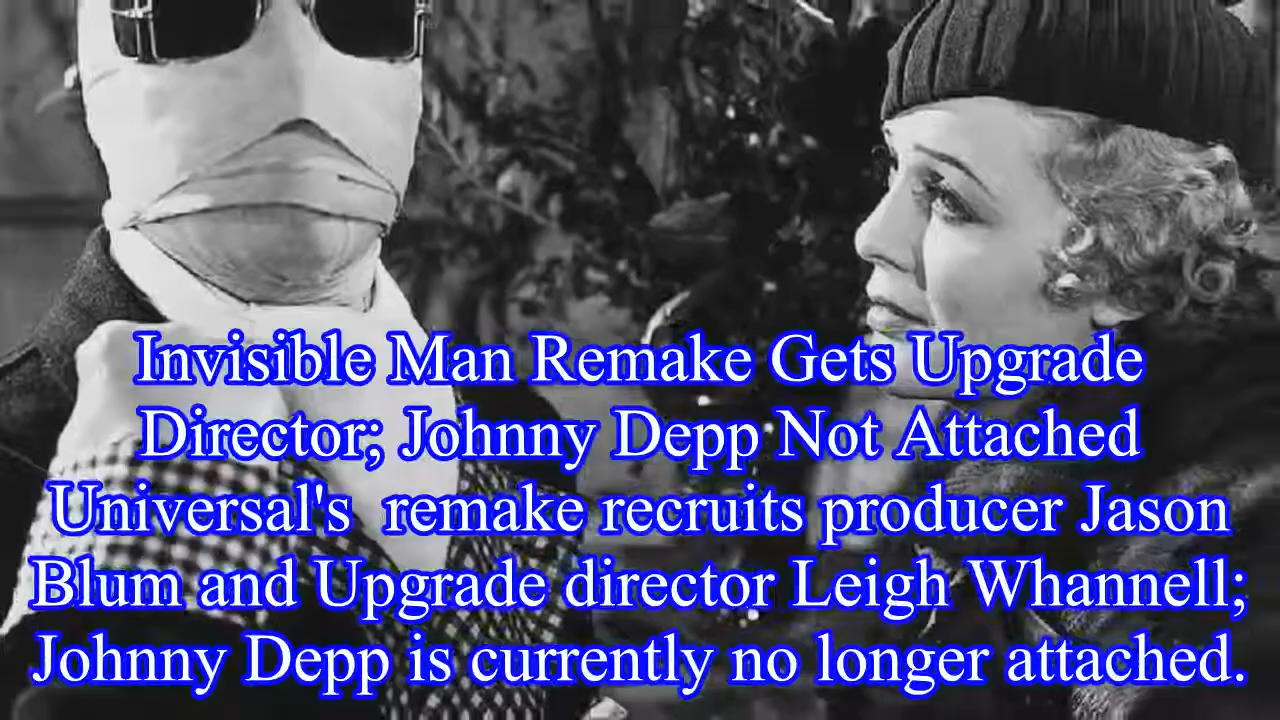 Invisible Man Remake Gets Upgrade
Director; Johnny Depp Not Attached
Universal's  remake recruits producer Jason
Blum and Upgrade director Leigh Whannell;
Johnny Depp is currently no longer attached.